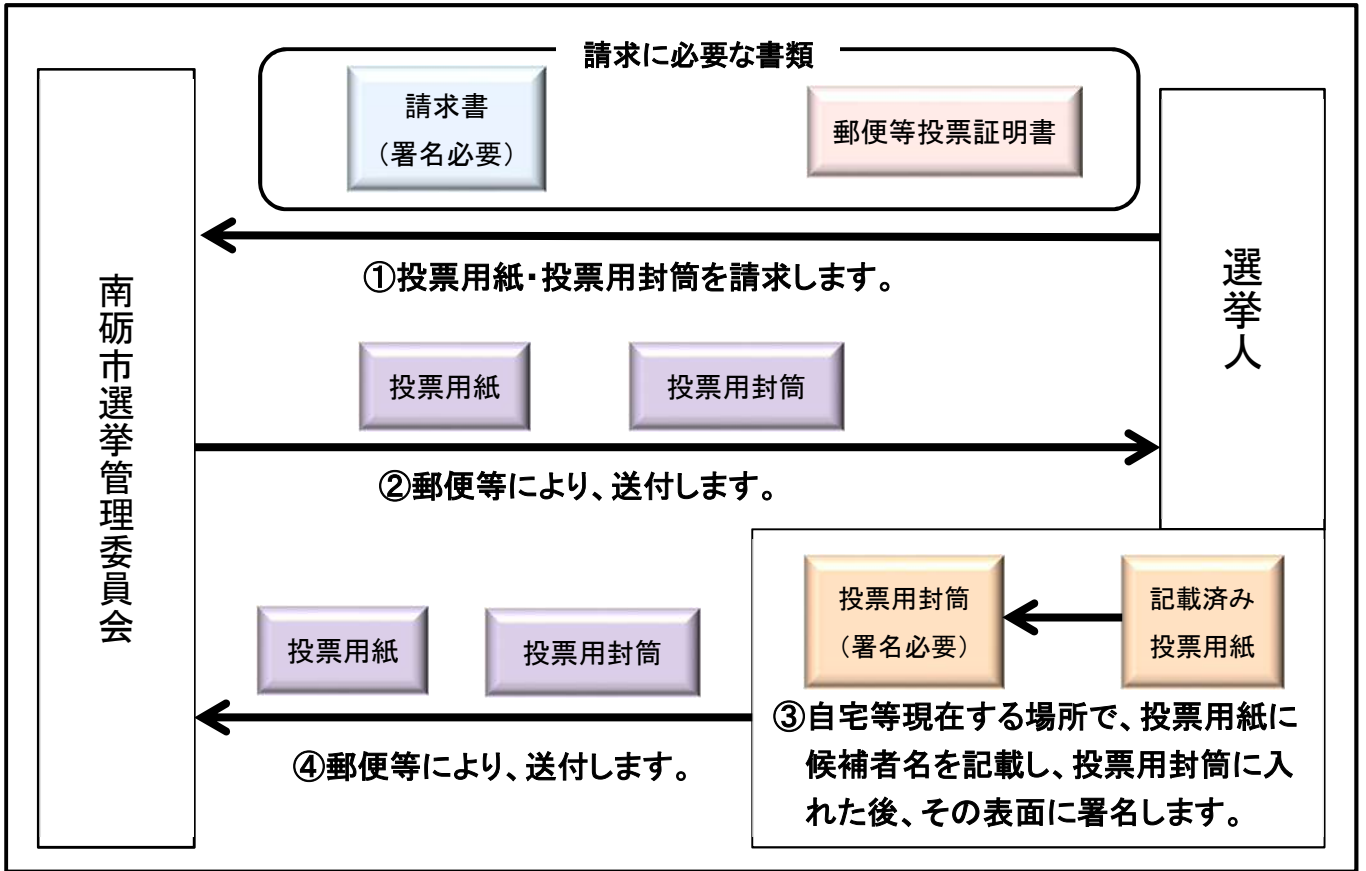 請求に必要な書類
請求書
（署名必要）
郵便等投票証明書
①投票用紙・投票用封筒を請求します。
南砺市選挙管理委員会
選挙人
投票用紙
投票用封筒
②郵便等により、送付します。
投票用封筒
（署名必要）
記載済み
投票用紙
③自宅等現在する場所で、投票用紙に
候補者名を記載し、投票用封筒に入
れた後、その表面に署名します。
投票用紙
投票用封筒
④郵便等により、送付します。